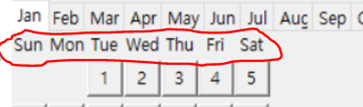 Jan Feb Mar Apr May Jun Jul Aug Sep
Sun Mon Tue Wed Thu Fri Sat
1 2 3 4 5